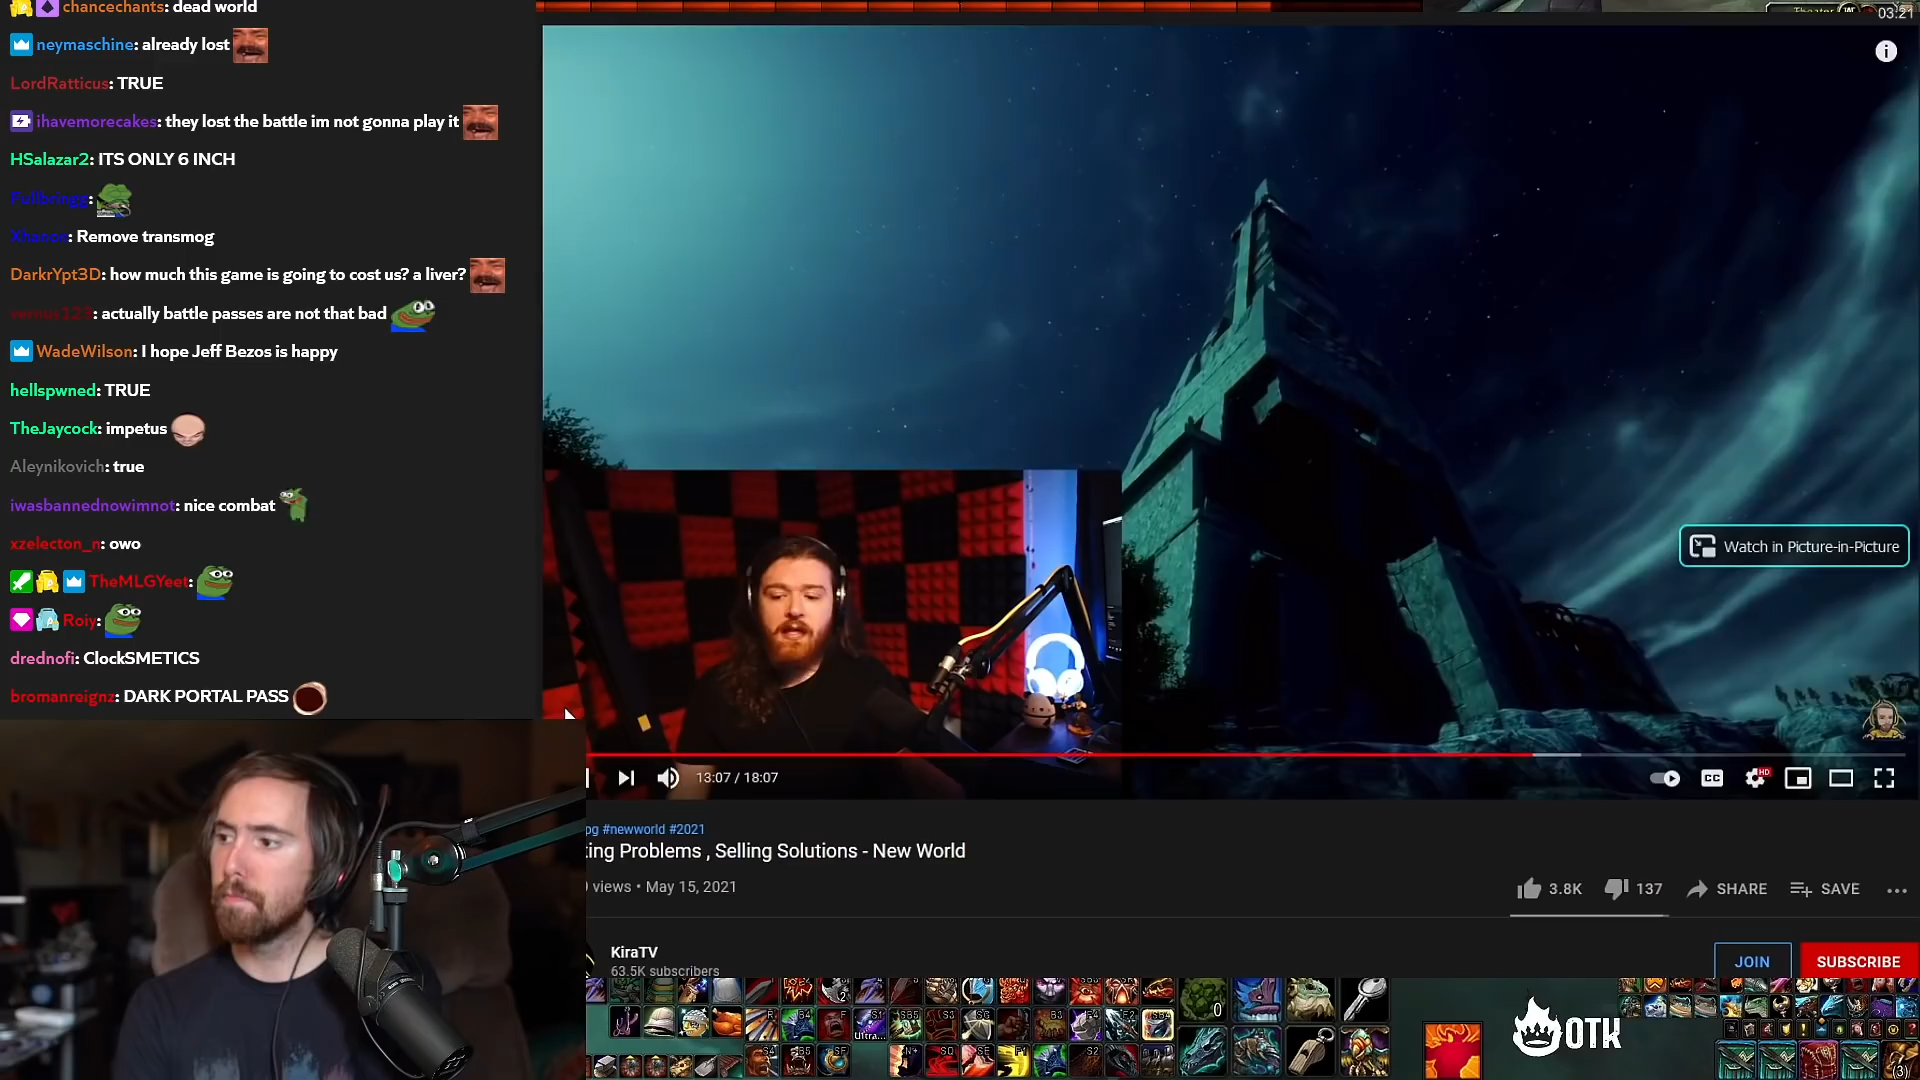 chancechants: dead world
neymaschine: already lost
LordRatticus: TRUE
ihavemorecakes: they lost the battle im not gonna play it
HSalazar2: ITS ONLY 6 INCH
Fullbringg:
: Remove transmog
DarkrYpt3D: how much this game is going to cost us? a liver?
: actually battle passes are not that bad
WadeWilson: I hope Jeff Bezos is happy
hellspwned: TRUE
TheJaycock: impetus
Aleynikovich: true
iwasbannednowimnot: nice combat
xzelecton_n: owo
TheMLGYeet:
Roiy:
drednofi: ClockSMETICS
bromanreignz: DARK PORTAL PASS
03:21
Watch in Picture-in-Picture
13:07 / 18:07
CC
HD
pg #newworld #2021
ing Problems , Selling Solutions - New World
views • May 15, 2021
3.8K
137
SHARE
SAVE
KiraTV
63.5K subscribers
JOIN
SUBSCRIBE
OTK